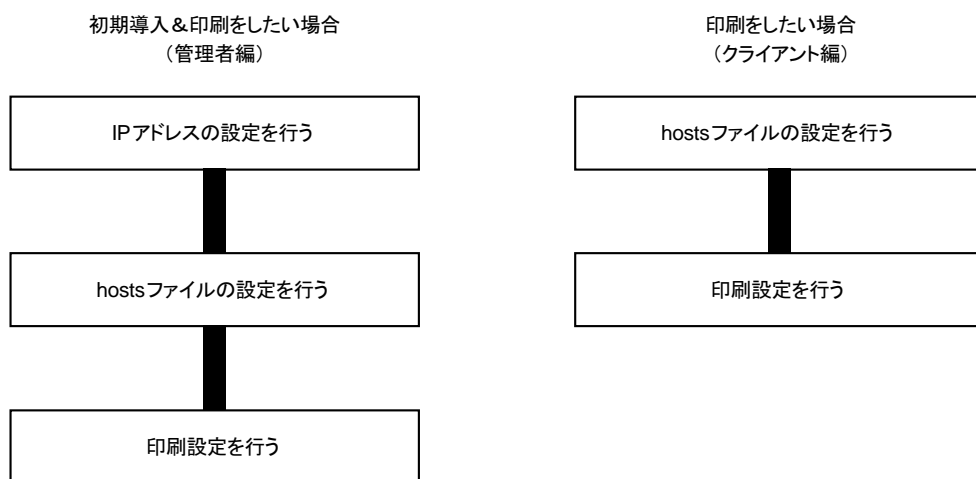 初期導入&印刷をしたい場合
(管理者編)
IPアドレスの設定を行う
hostsファイルの設定を行う
印刷設定を行う
印刷をしたい場合
(クライアント編)
hostsファイルの設定を行う
印刷設定を行う